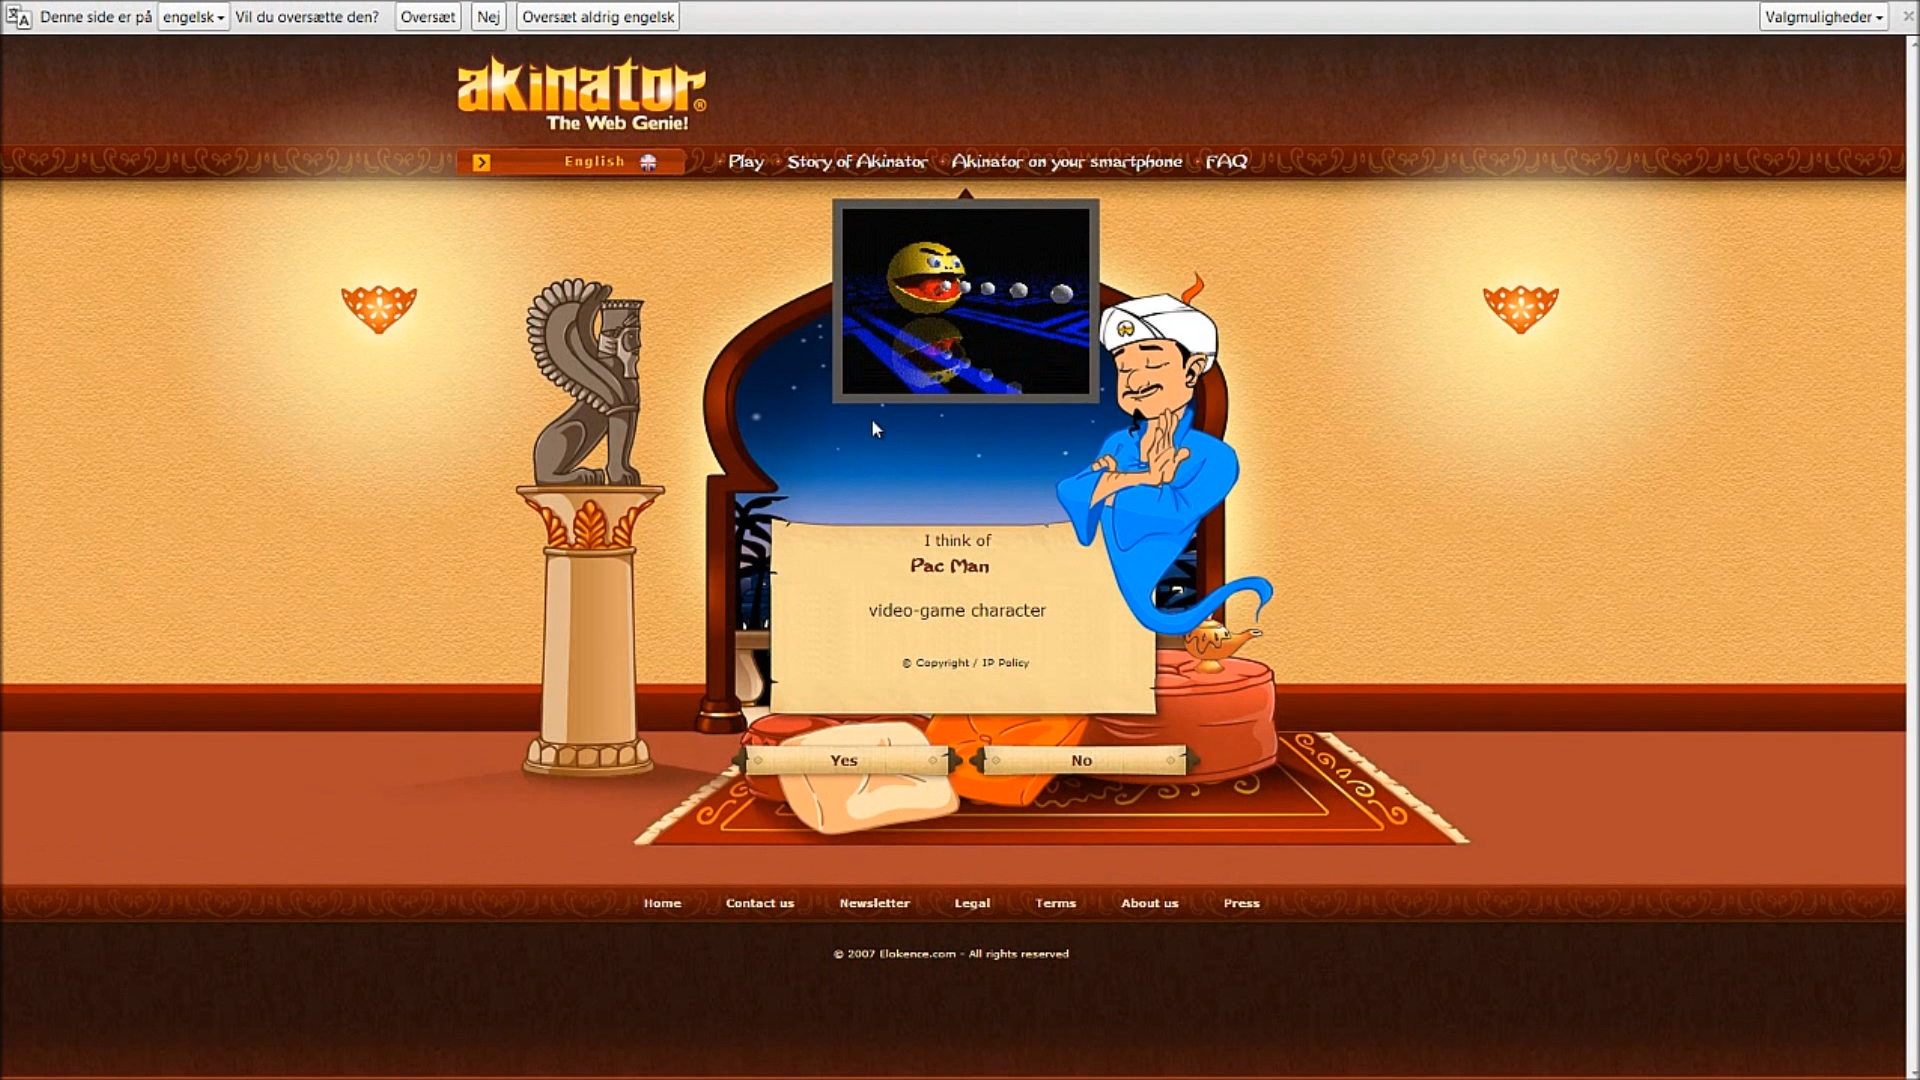 Denne side er på engelsk Vil du oversætte den? Oversæt Nej Oversæt aldrig engelsk Valgmuligheder
akinator®
The Web Genie!
English Play Story of Akinator Akinator on your smartphone FAQ
I think of
Pac Man
video-game character
© Copyright / IP Policy
Yes No
Home Contact us Newsletter Legal Terms About us Press
© 2007 Elokence.com - All rights reserved